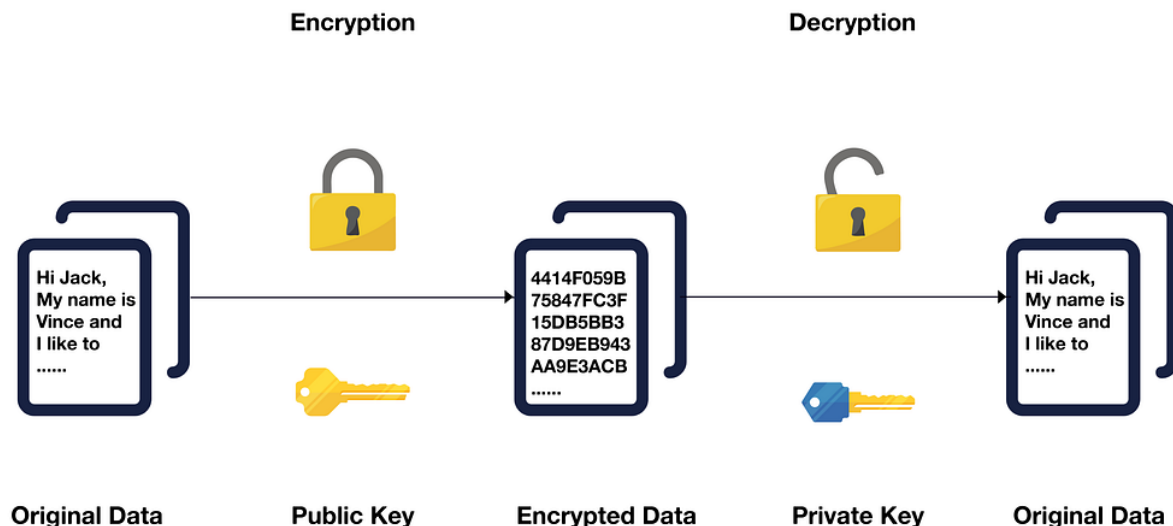 Encryption
Decryption
Hi Jack,
My name is
Vince and
I like to
......
4414F059B
75847FC3F
15DB5BB3
87D9EB943
AA9E3ACB
......
Hi Jack,
My name is
Vince and
I like to
......
Original Data
Public Key
Encrypted Data
Private Key
Original Data